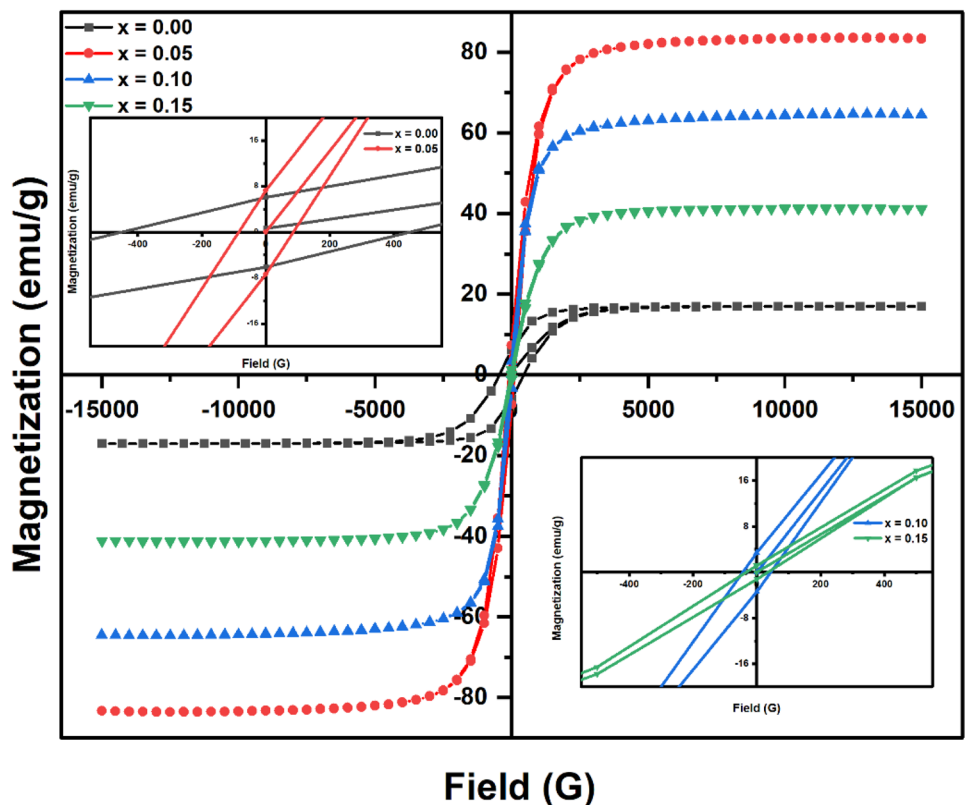 x = 0.00
x = 0.05
x = 0.10
x = 0.15
80
60
40
20
0
-20
-40
-60
-80
-15000 -10000 -5000 0 5000 10000 15000
Magnetization (emu/g)
Field (G)
x = 0.00
x = 0.05
16
8
0
-8
-16
-400 -200 0 200 400
Magnetization (emu/g)
Field (G)
x = 0.10
x = 0.15
16
8
0
-8
-16
-400 -200 0 200 400
Magnetization (emu/g)
Field (G)